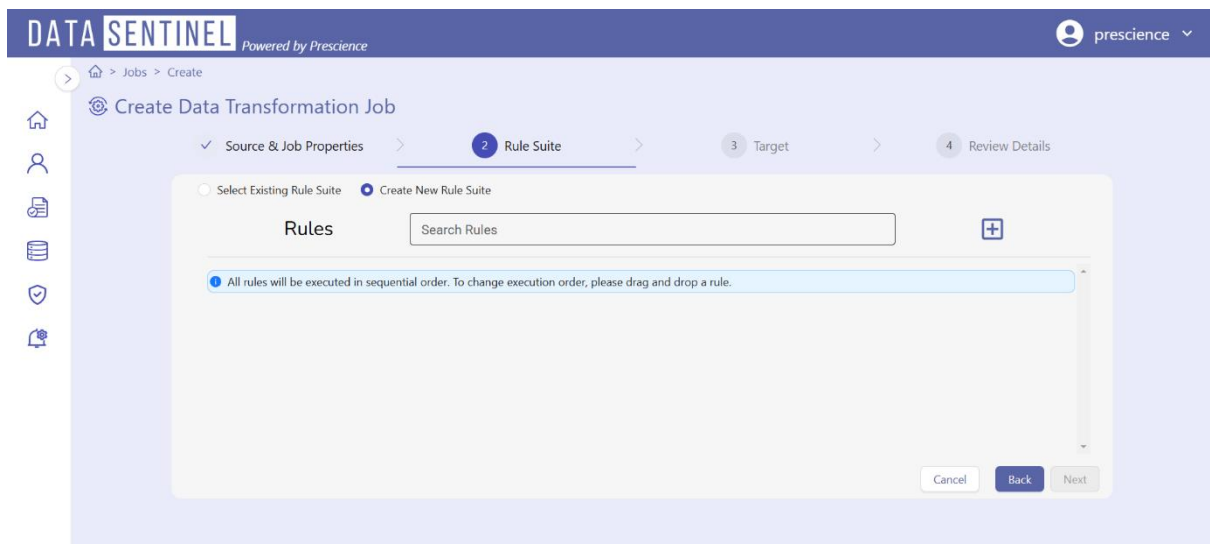 DATA SENTINEL Powered by Prescience
prescience
> Jobs > Create
Create Data Transformation Job
Source & Job Properties
2 Rule Suite
3 Target
4 Review Details
Select Existing Rule Suite
Create New Rule Suite
Rules
Search Rules
All rules will be executed in sequential order. To change execution order, please drag and drop a rule.
Cancel
Back
Next